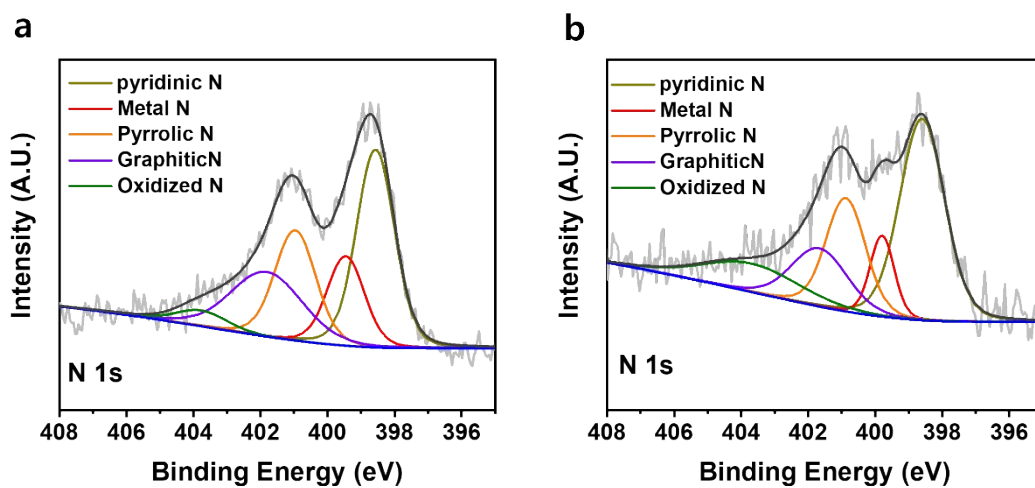 a
pyridinic N
Metal N
Pyrrolic N
GraphiticN
Oxidized N
N 1s
Intensity (A.U.)
408 406 404 402 400 398 396
Binding Energy (eV)
b
pyridinic N
Metal N
Pyrrolic N
GraphiticN
Oxidized N
N 1s
Intensity (A.U.)
408 406 404 402 400 398 396
Binding Energy (eV)